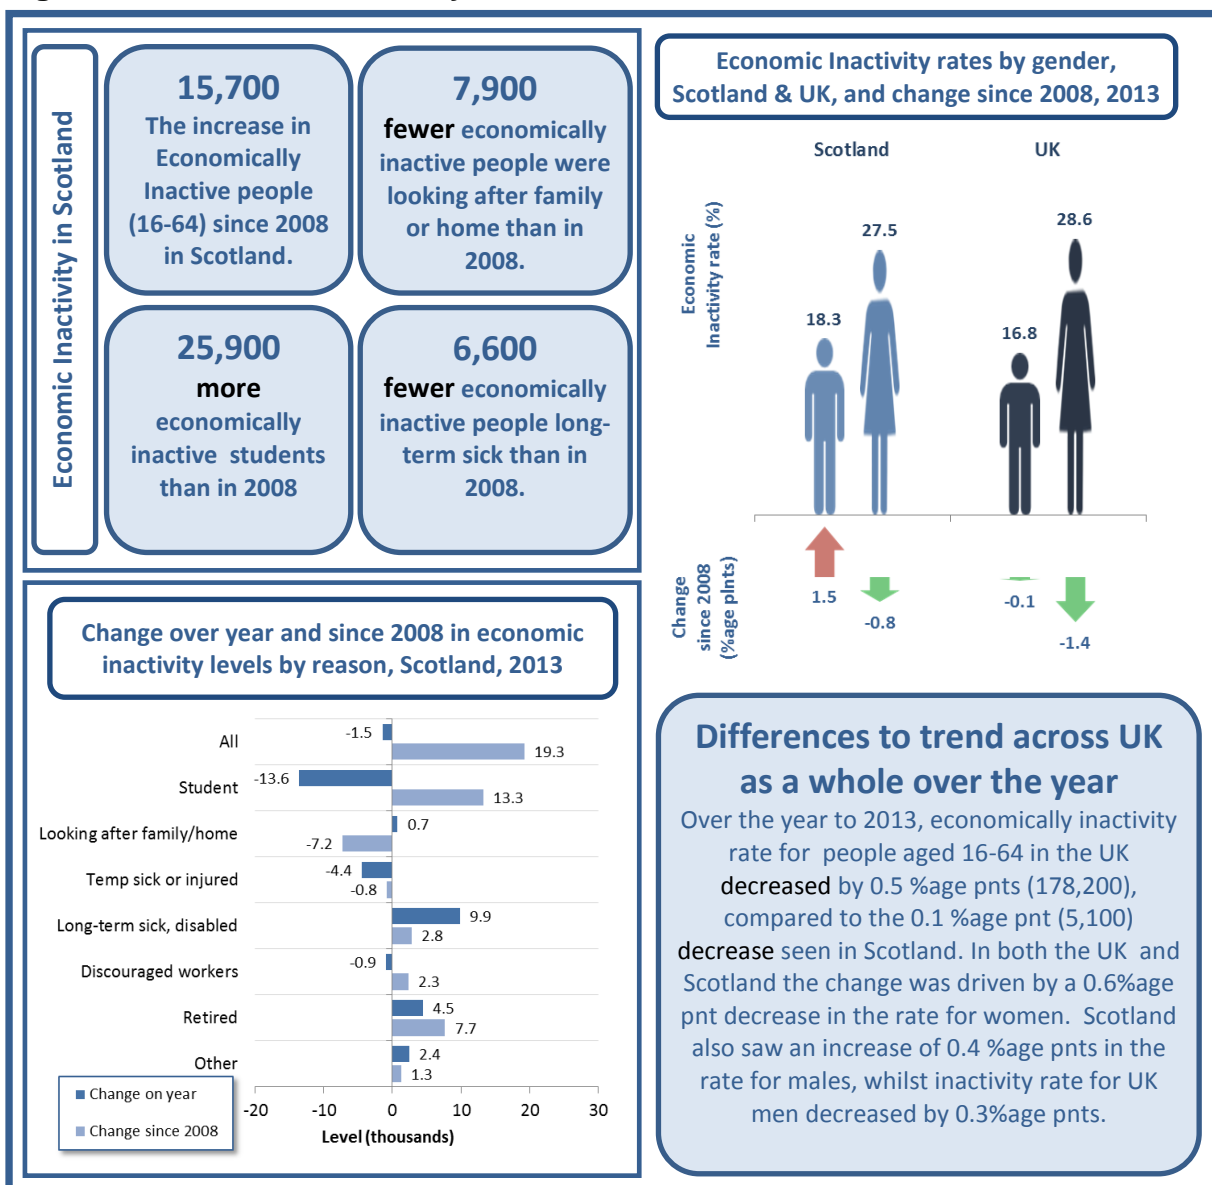 Economic Inactivity in Scotland
15,700
The increase in
Economically
Inactive people
(16-64) since 2008
in Scotland.
7,900
fewer economically
inactive people were
looking after family
or home than in
2008.
25,900
more
economically
inactive  students
than in 2008
6,600
fewer economically
inactive people long-
term sick than in
2008.
Economic Inactivity rates by gender,
Scotland & UK, and change since 2008, 2013
Scotland
UK
Economic
Inactivity rate (%)
18.3
27.5
16.8
28.6
Change
since 2008
(%age plnts)
1.5
-0.8
-0.1
-1.4
Change over year and since 2008 in economic
inactivity levels by reason, Scotland, 2013
All
-1.5
19.3
Student
-13.6
13.3
Looking after family/home
0.7
-7.2
Temp sick or injured
-4.4
-0.8
Long-term sick, disabled
9.9
2.8
Discouraged workers
-0.9
2.3
Retired
4.5
7.7
Other
2.4
1.3
Change on year
Change since 2008
-20
-10
0
10
20
30
Level (thousands)
Differences to trend across UK
as a whole over the year
Over the year to 2013, economically inactivity
rate for  people aged 16-64 in the UK
decreased by 0.5 %age pnts (178,200),
compared to the 0.1 %age pnt (5,100)
decrease seen in Scotland. In both the UK  and
Scotland the change was driven by a 0.6%age
pnt decrease in the rate for women.  Scotland
also saw an increase of 0.4 %age pnts in the
rate for males, whilst inactivity rate for UK
men decreased by 0.3%age pnts.